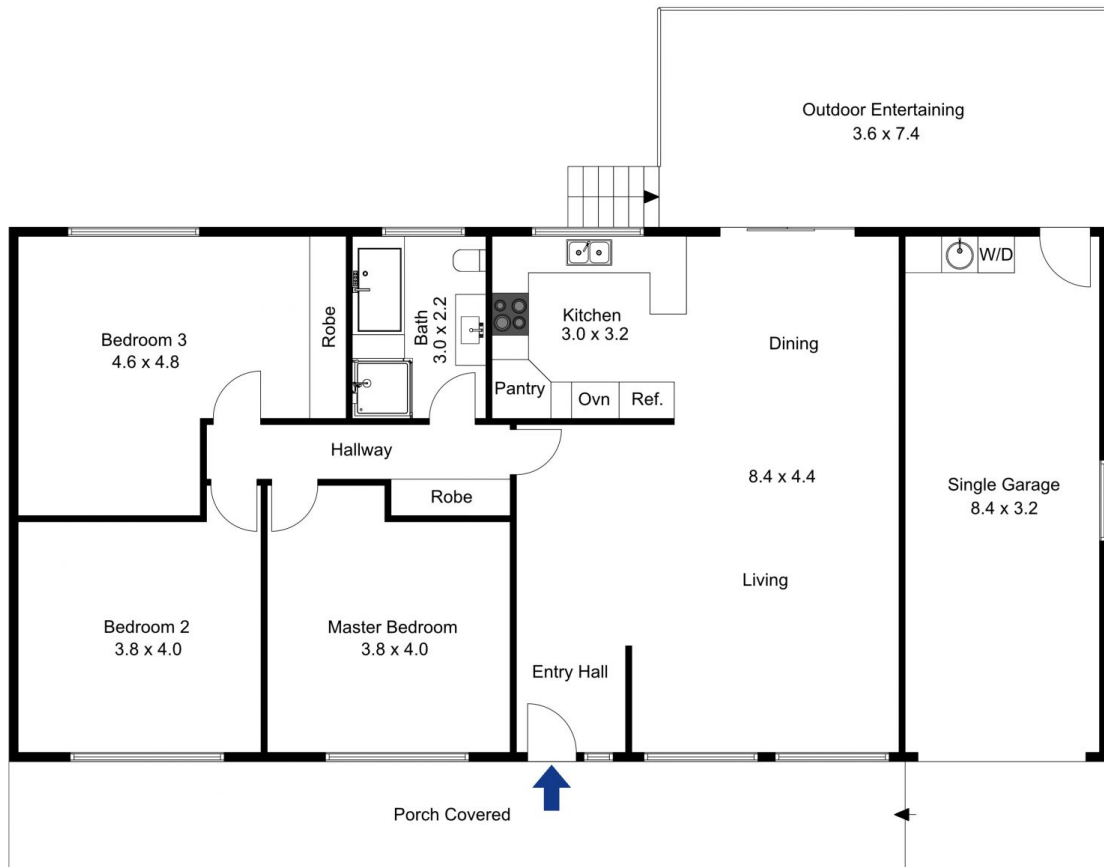 Outdoor Entertaining
3.6 x 7.4
W/D
Bedroom 3
4.6 x 4.8
Robe
Bath
3.0 x 2.2
Kitchen
3.0 x 3.2
Dining
Pantry
Ovn
Ref.
Hallway
Robe
8.4 x 4.4
Single Garage
8.4 x 3.2
Living
Bedroom 2
3.8 x 4.0
Master Bedroom
3.8 x 4.0
Entry Hall
Porch Covered